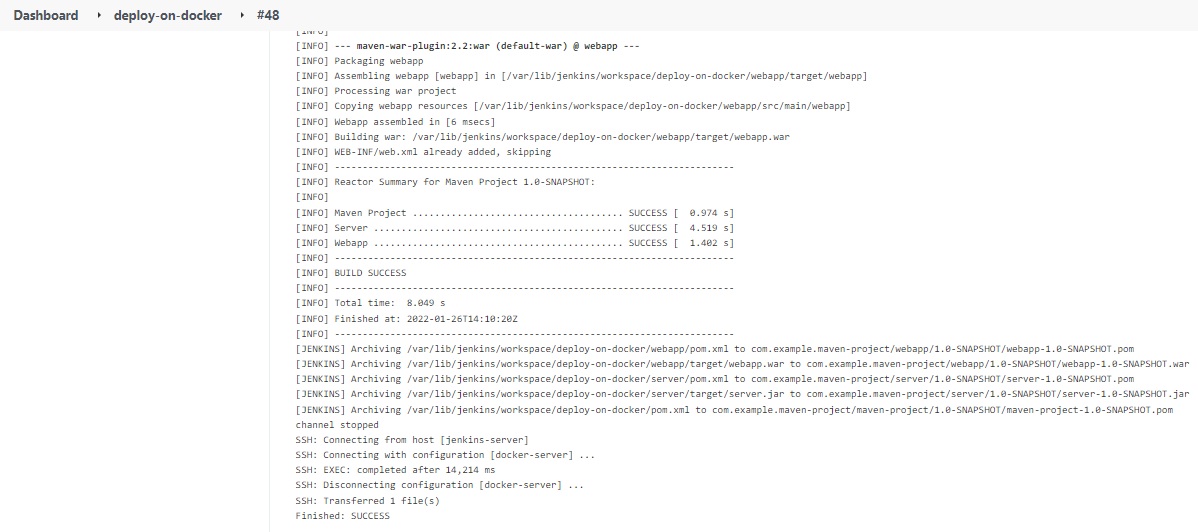 Dashboard ‣ deploy-on-docker ‣ #48
[INFO]
[INFO] --- maven-war-plugin:2.2:war (default-war) @ webapp ---
[INFO] Packaging webapp
[INFO] Assembling webapp [webapp] in [/var/lib/jenkins/workspace/deploy-on-docker/webapp/target/webapp]
[INFO] Processing war project
[INFO] Copying webapp resources [/var/lib/jenkins/workspace/deploy-on-docker/webapp/src/main/webapp]
[INFO] Webapp assembled in [6 msecs]
[INFO] Building war: /var/lib/jenkins/workspace/deploy-on-docker/webapp/target/webapp.war
[INFO] WEB-INF/web.xml already added, skipping
[INFO] ------------------------------------------------------------------------
[INFO] Reactor Summary for Maven Project 1.0-SNAPSHOT:
[INFO]
[INFO] Maven Project ...................................... SUCCESS [  0.974 s]
[INFO] Server ............................................. SUCCESS [  4.519 s]
[INFO] Webapp ............................................. SUCCESS [  1.402 s]
[INFO] ------------------------------------------------------------------------
[INFO] BUILD SUCCESS
[INFO] ------------------------------------------------------------------------
[INFO] Total time:  8.049 s
[INFO] Finished at: 2022-01-26T14:10:20Z
[INFO] ------------------------------------------------------------------------
[JENKINS] Archiving /var/lib/jenkins/workspace/deploy-on-docker/webapp/pom.xml to com.example.maven-project/webapp/1.0-SNAPSHOT/webapp-1.0-SNAPSHOT.pom
[JENKINS] Archiving /var/lib/jenkins/workspace/deploy-on-docker/webapp/target/webapp.war to com.example.maven-project/webapp/1.0-SNAPSHOT/webapp-1.0-SNAPSHOT.war
[JENKINS] Archiving /var/lib/jenkins/workspace/deploy-on-docker/server/pom.xml to com.example.maven-project/server/1.0-SNAPSHOT/server-1.0-SNAPSHOT.pom
[JENKINS] Archiving /var/lib/jenkins/workspace/deploy-on-docker/server/target/server.jar to com.example.maven-project/server/1.0-SNAPSHOT/server-1.0-SNAPSHOT.jar
[JENKINS] Archiving /var/lib/jenkins/workspace/deploy-on-docker/pom.xml to com.example.maven-project/maven-project/1.0-SNAPSHOT/maven-project-1.0-SNAPSHOT.pom
channel stopped
SSH: Connecting from host [jenkins-server]
SSH: Connecting with configuration [docker-server] ...
SSH: EXEC: completed after 14,214 ms
SSH: Disconnecting configuration [docker-server] ...
SSH: Transferred 1 file(s)
Finished: SUCCESS